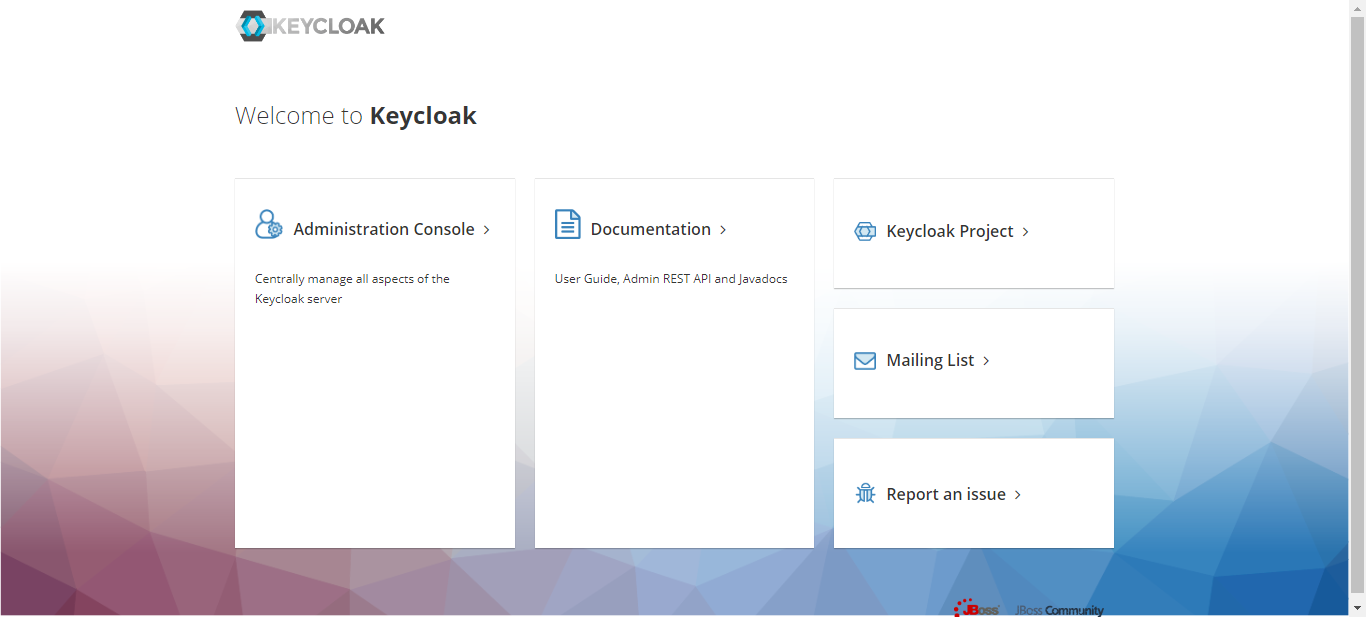 KEYCLOAK
Welcome to Keycloak
Administration Console
Centrally manage all aspects of the
Keycloak server
Documentation
User Guide, Admin REST API and Javadocs
Keycloak Project
Mailing List
Report an issue
JBoss JBoss Community